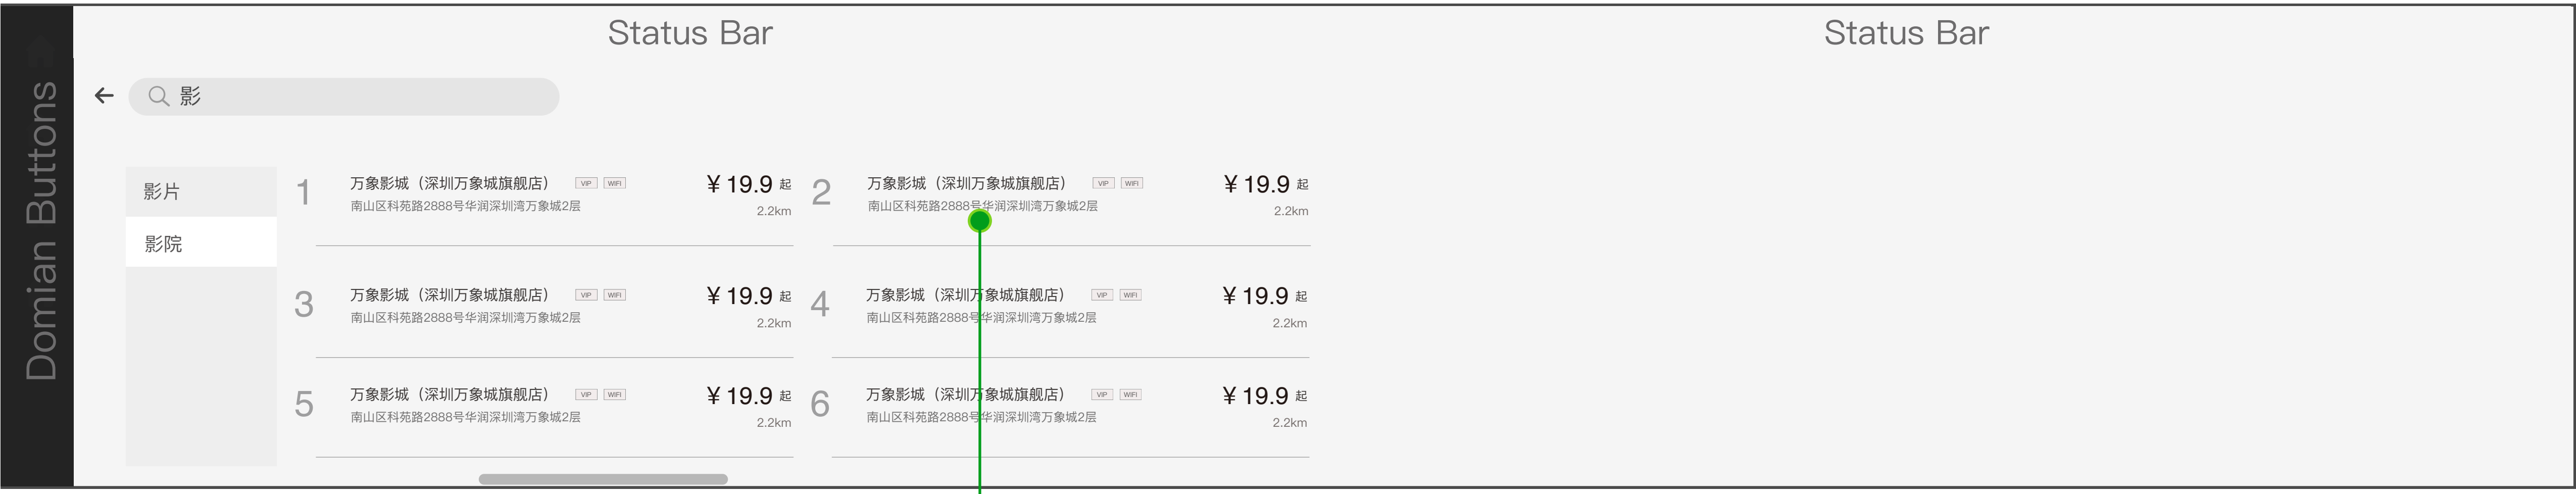 Status Bar
Status Bar
Domian Buttons
影
影片
影院
1
万象影城（深圳万象城旗舰店） VIP WIFI ¥ 19.9 起
南山区科苑路2888号华润深圳湾万象城2层 2.2km
2
万象影城（深圳万象城旗舰店） VIP WIFI ¥ 19.9 起
南山区科苑路2888号华润深圳湾万象城2层 2.2km
3
万象影城（深圳万象城旗舰店） VIP WIFI ¥ 19.9 起
南山区科苑路2888号华润深圳湾万象城2层 2.2km
4
万象影城（深圳万象城旗舰店） VIP WIFI ¥ 19.9 起
南山区科苑路2888号华润深圳湾万象城2层 2.2km
5
万象影城（深圳万象城旗舰店） VIP WIFI ¥ 19.9 起
南山区科苑路2888号华润深圳湾万象城2层 2.2km
6
万象影城（深圳万象城旗舰店） VIP WIFI ¥ 19.9 起
南山区科苑路2888号华润深圳湾万象城2层 2.2km